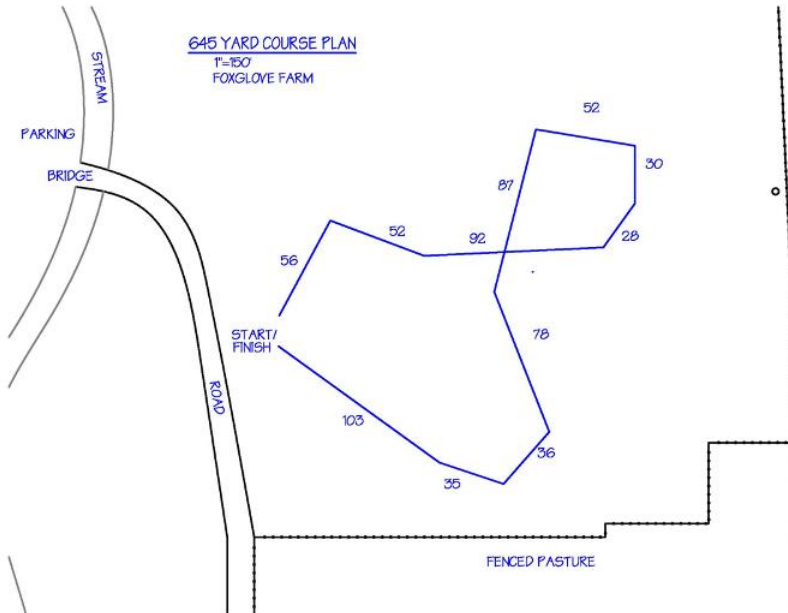 645 YARD COURSE PLAN
1"=150'
FOXGLOVE FARM
STREAM
PARKING
BRIDGE
52
30
87
28
92
52
56
START/
FINISH
78
ROAD
103
36
35
FENCED PASTURE